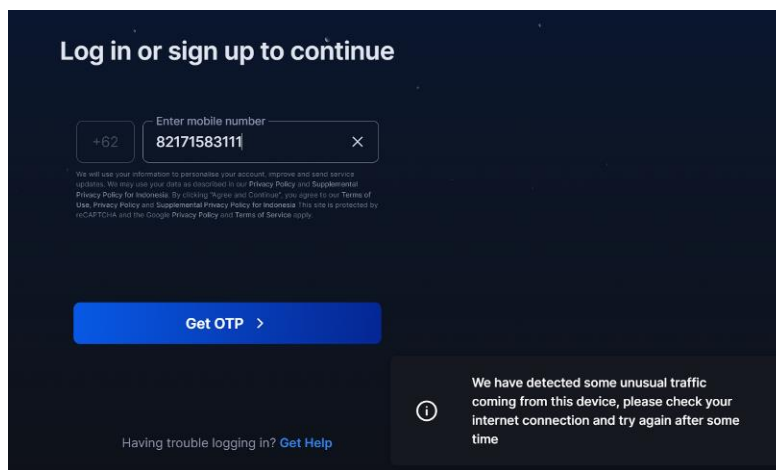 Log in or sign up to continue
Enter mobile number
+62
82171583111
We will use your information to personalise your account, improve and send service
updates. We may use your data as described in our Privacy Policy and Supplemental
Privacy Policy for Indonesia. By clicking "Agree and Continue", you agree to our Terms of
Use, Privacy Policy and Supplemental Privacy Policy for Indonesia This site is protected by
reCAPTCHA and the Google Privacy Policy and Terms of Service apply.
Get OTP >
We have detected some unusual traffic
coming from this device, please check your
internet connection and try again after some
time
Having trouble logging in? Get Help